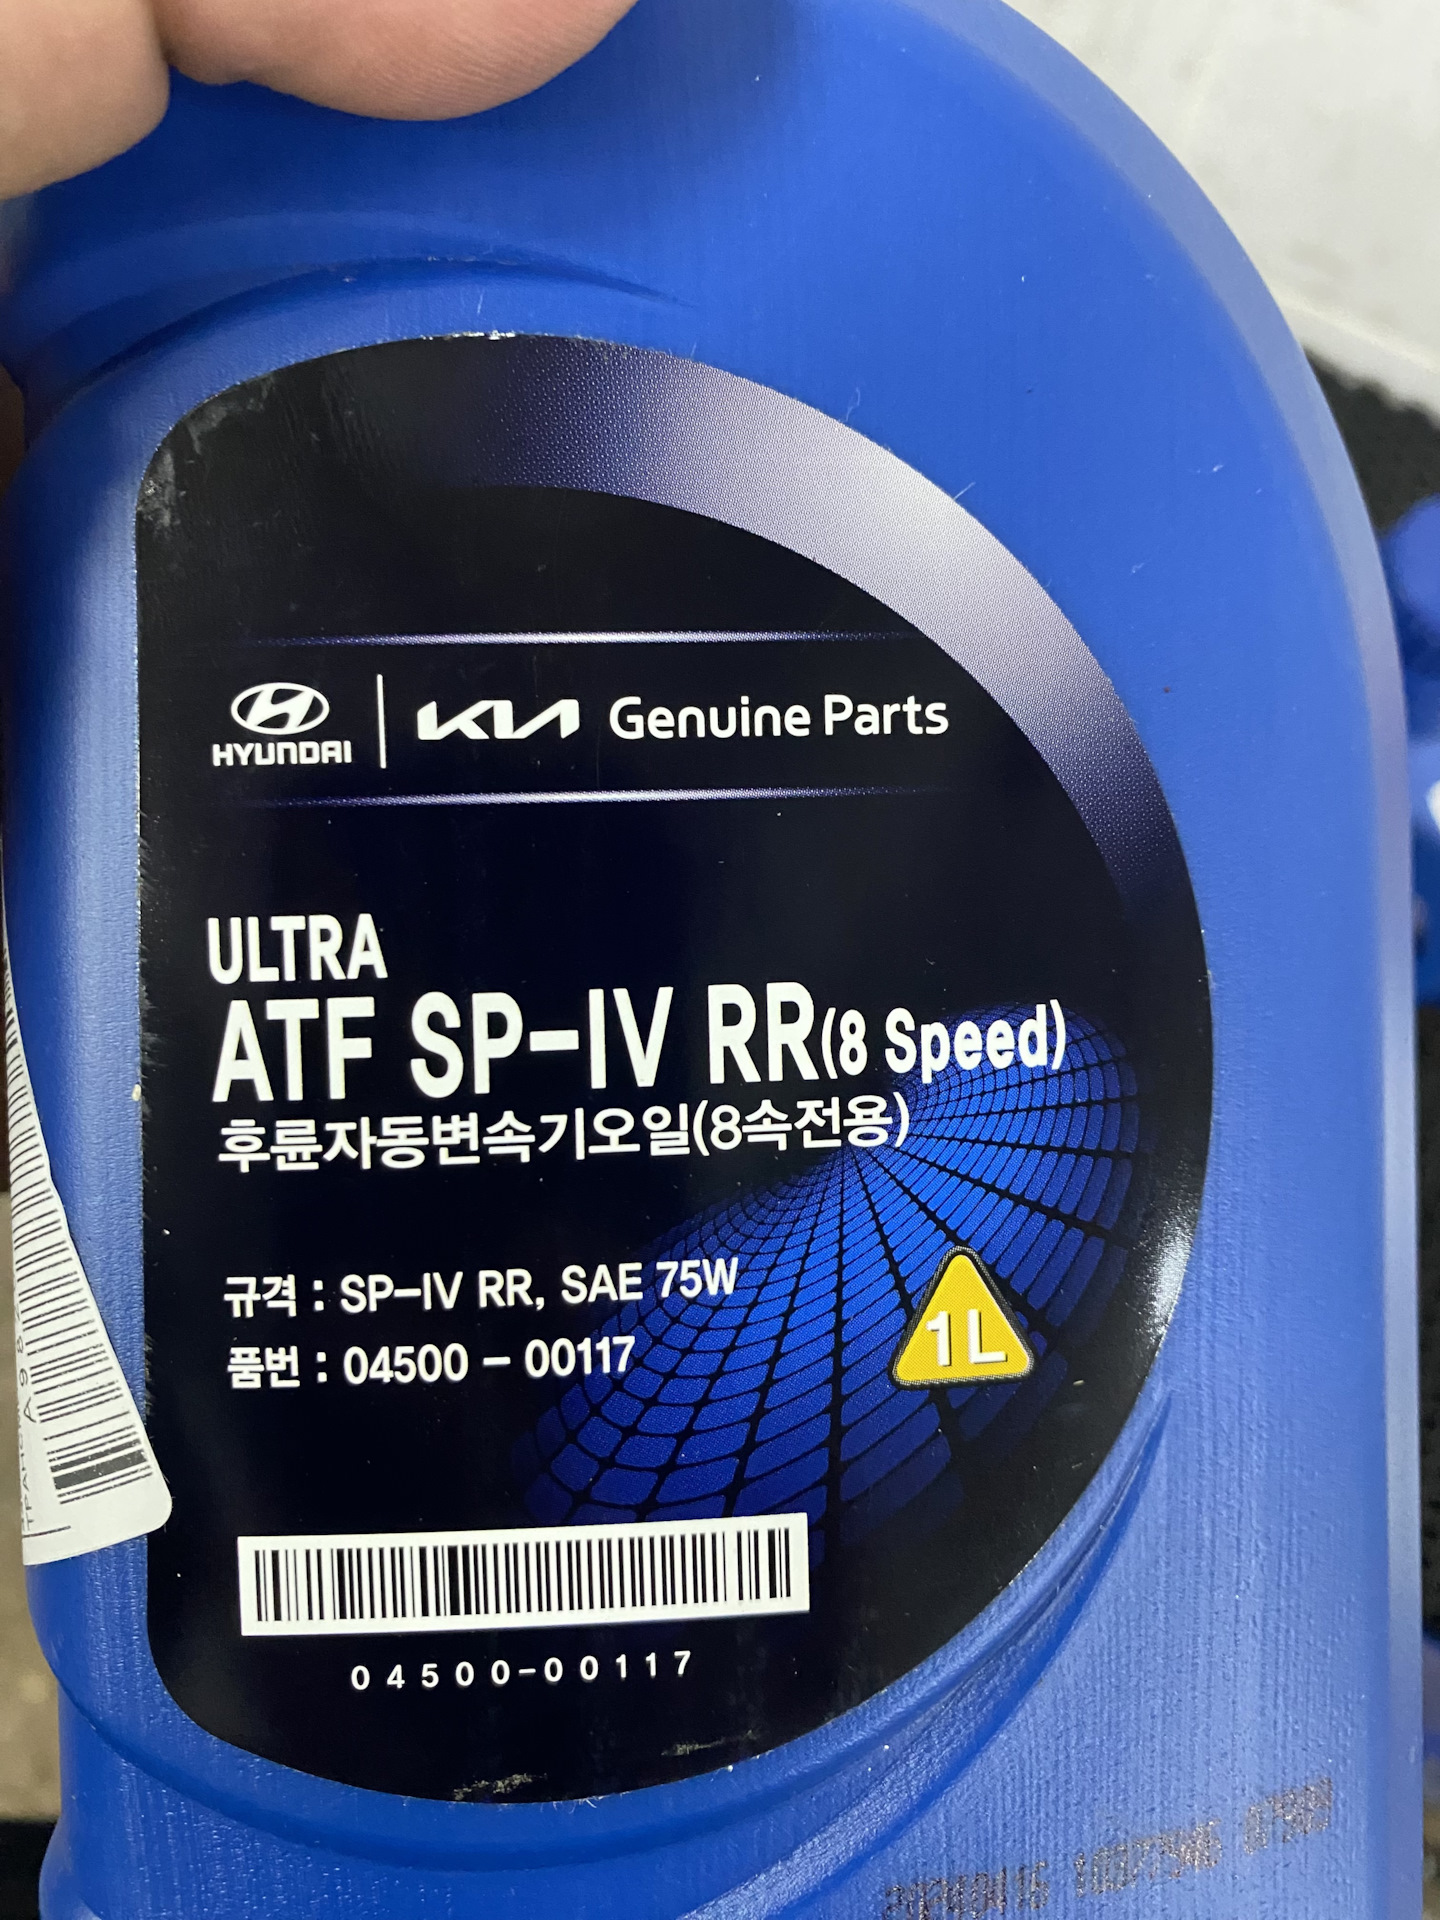 HYUNDAI KIA Genuine Parts
ULTRA
ATF SP-IV RR(8 Speed)
후륜자동변속기오일(8속전용)
규격 : SP-IV RR, SAE 75W
품번 : 04500 - 00117
1L
04500-00117